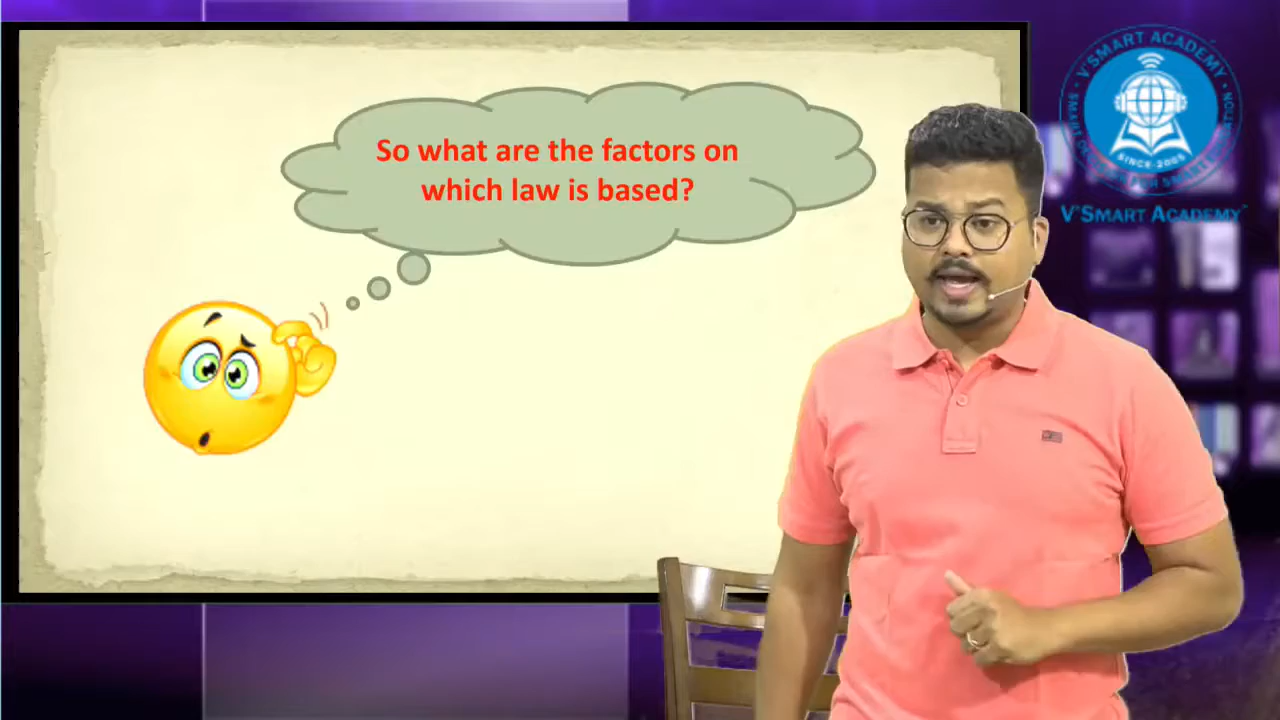 So what are the factors on
which law is based?
V'SMART ACADEMY
SINCE-2005
V'SMART ACADEMY